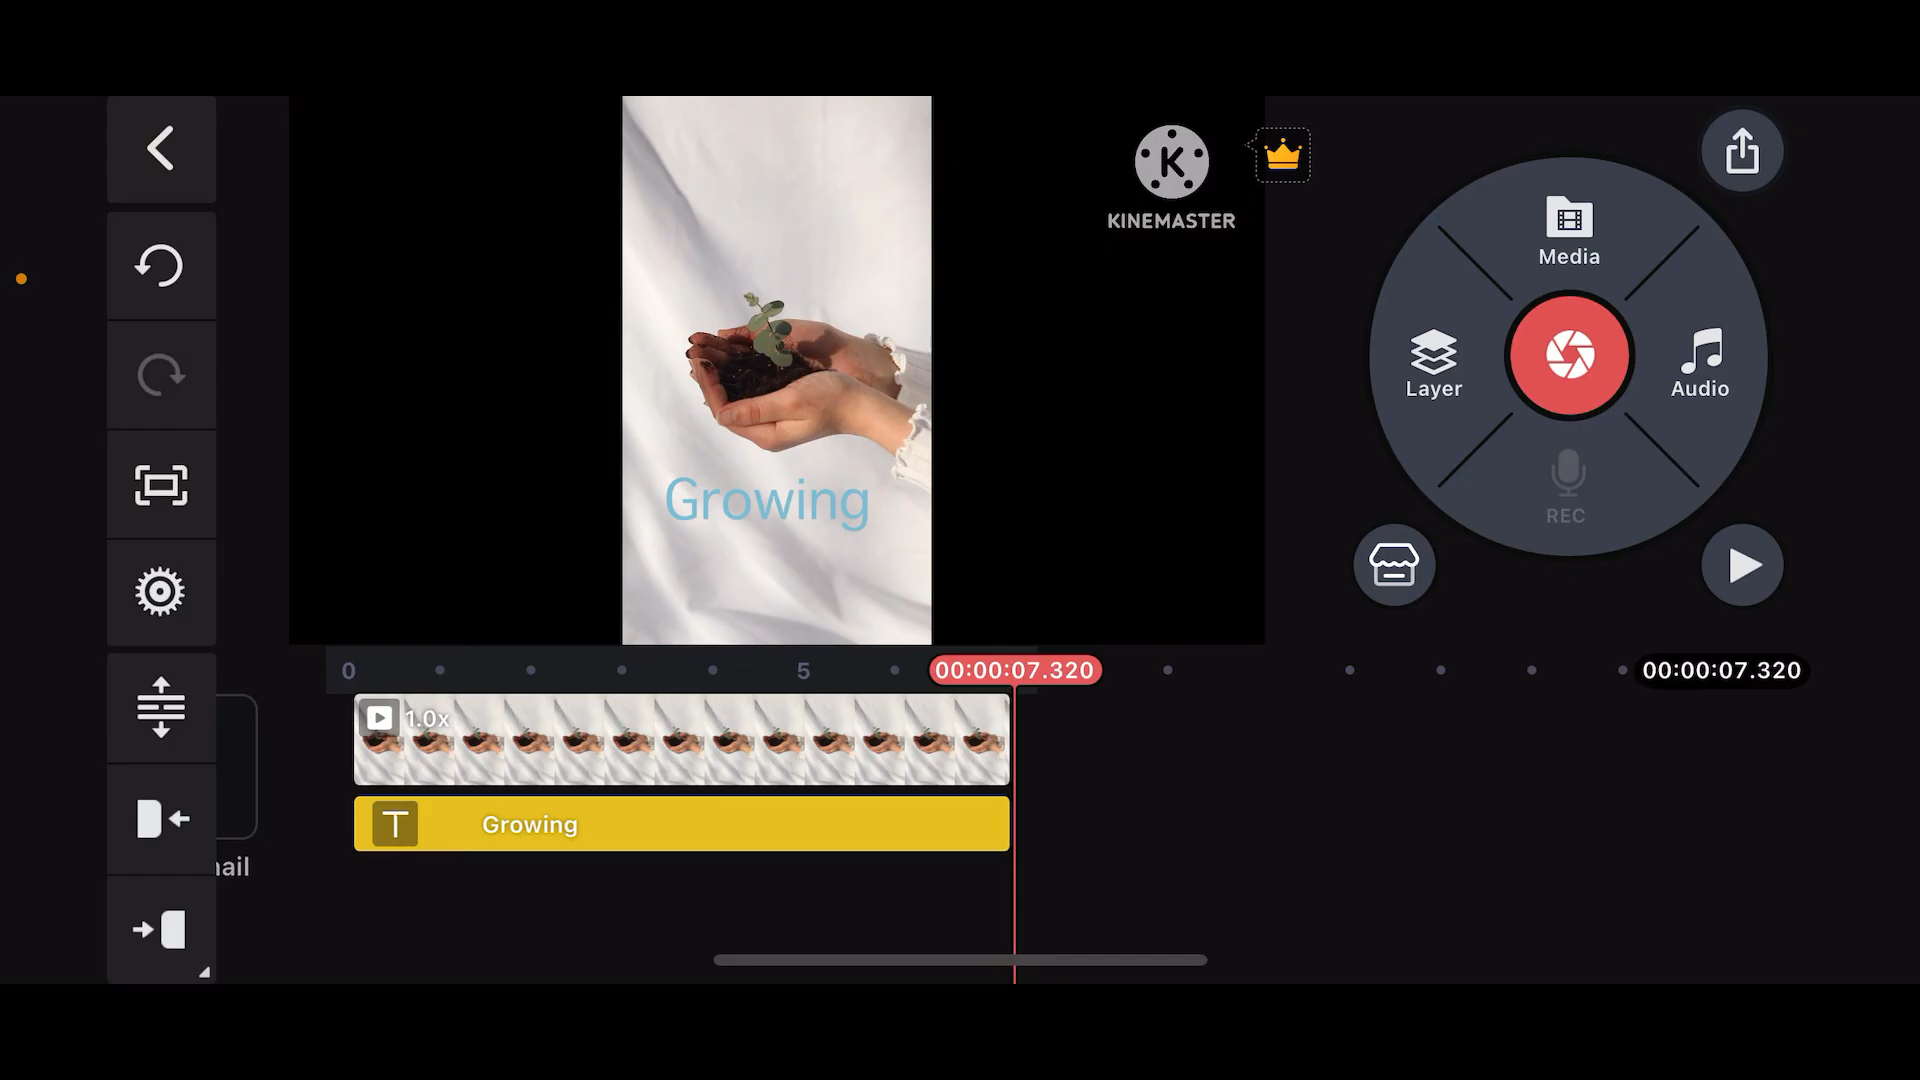 K
KINEMASTER
Media
Layer
Audio
REC
Growing
0
5
00:00:07.320
00:00:07.320
1.0x
T
Growing
ail